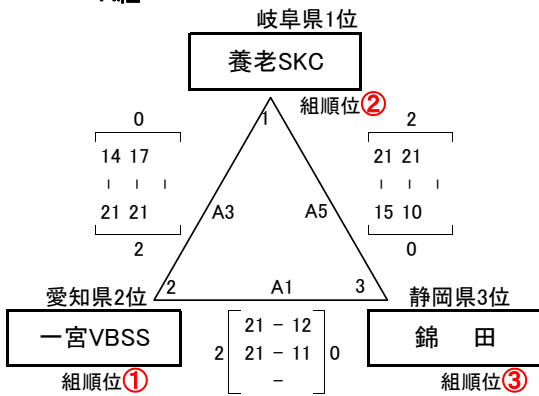 岐阜県1位
養老SKC
組順位②
0
14 17
- - -
21 21
2
2
21 21
- - -
15 10
0
1
A3
A5
2
A1
3
愛知県2位
一宮VBSS
組順位①
静岡県3位
錦 田
組順位③
21 - 12
2 21 - 11 0
-